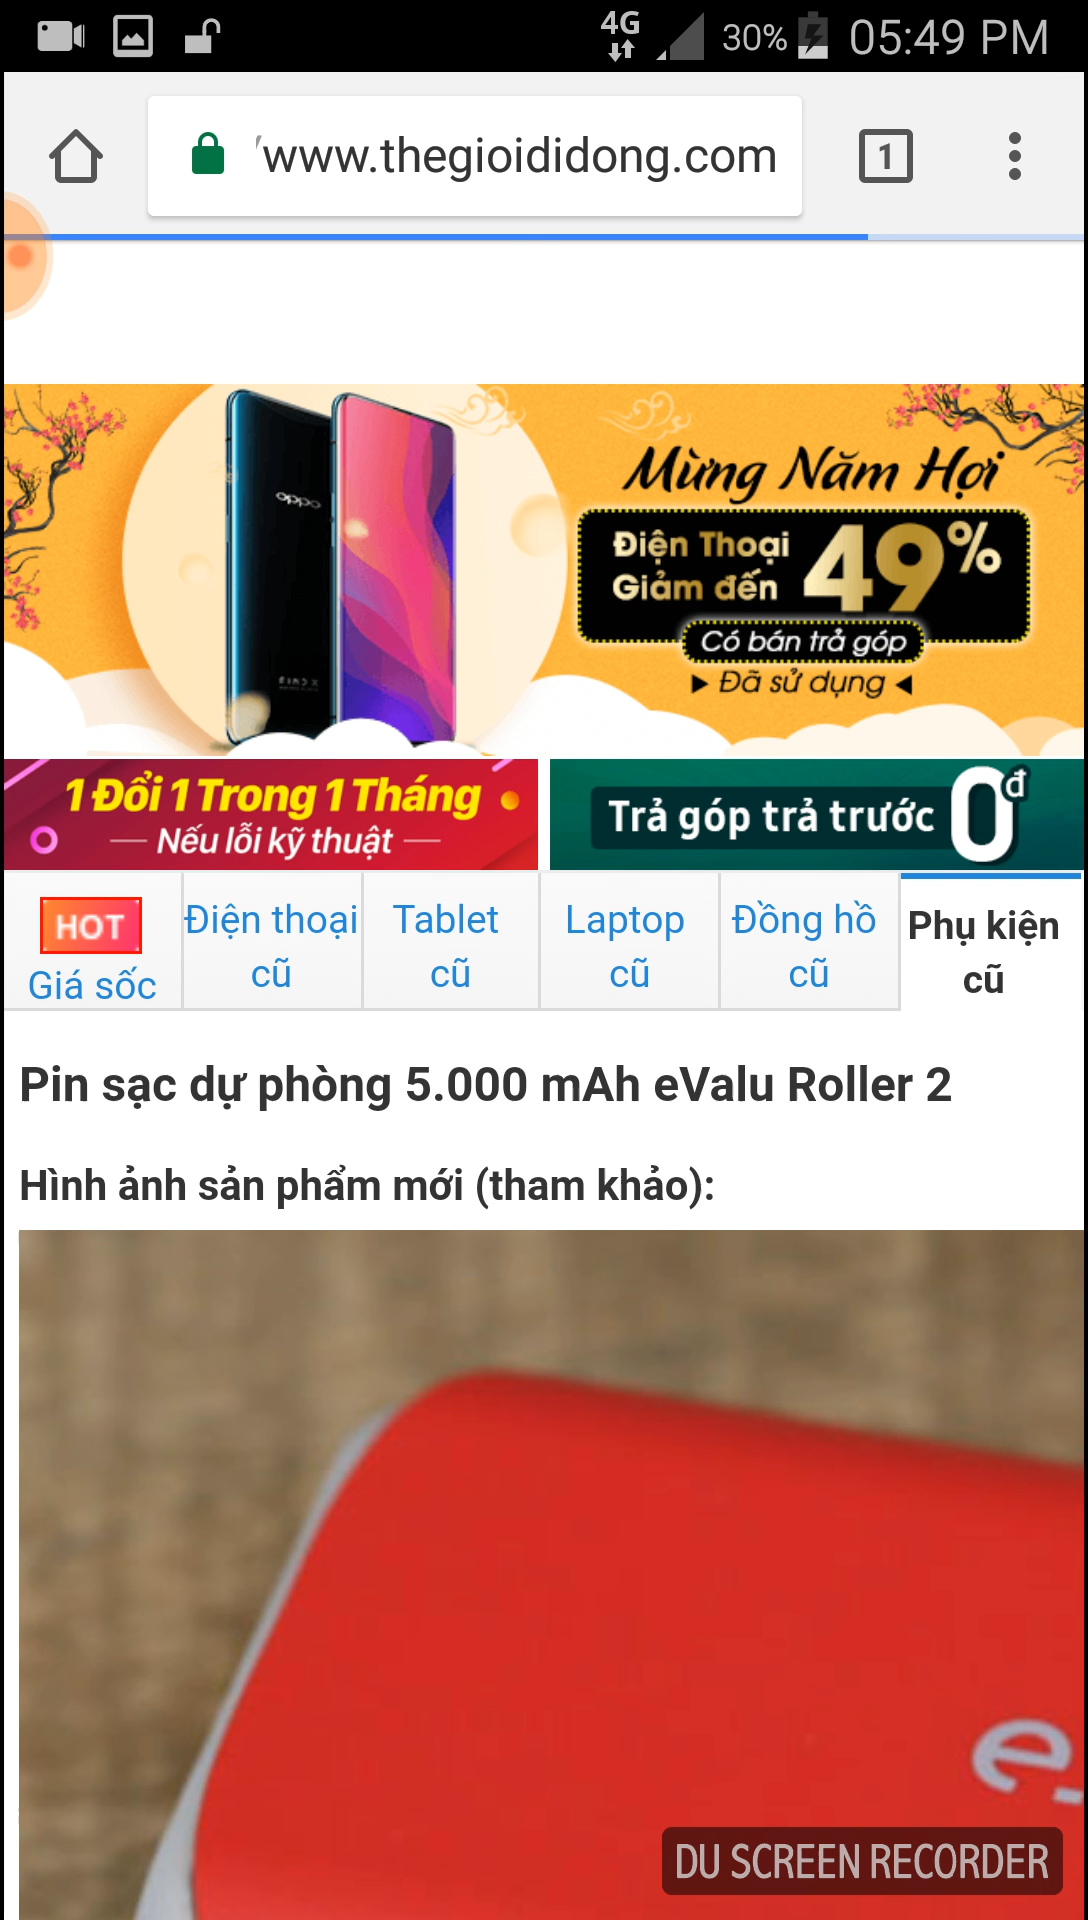 4G 30% 05:49 PM
www.thegioididong.com
1
Mừng Năm Hợi
Điện Thoại
Giảm đến
49%
Có bán trả góp
Đã sử dụng
oppo
FIND X
1 Đổi 1 Trong 1 Tháng
Nếu lỗi kỹ thuật
Trả góp trả trước 0đ
HOT
Giá sốc
Điện thoại
cũ
Tablet
cũ
Laptop
cũ
Đồng hồ
cũ
Phụ kiện
cũ
Pin sạc dự phòng 5.000 mAh eValu Roller 2
Hình ảnh sản phẩm mới (tham khảo):
e
DU SCREEN RECORDER